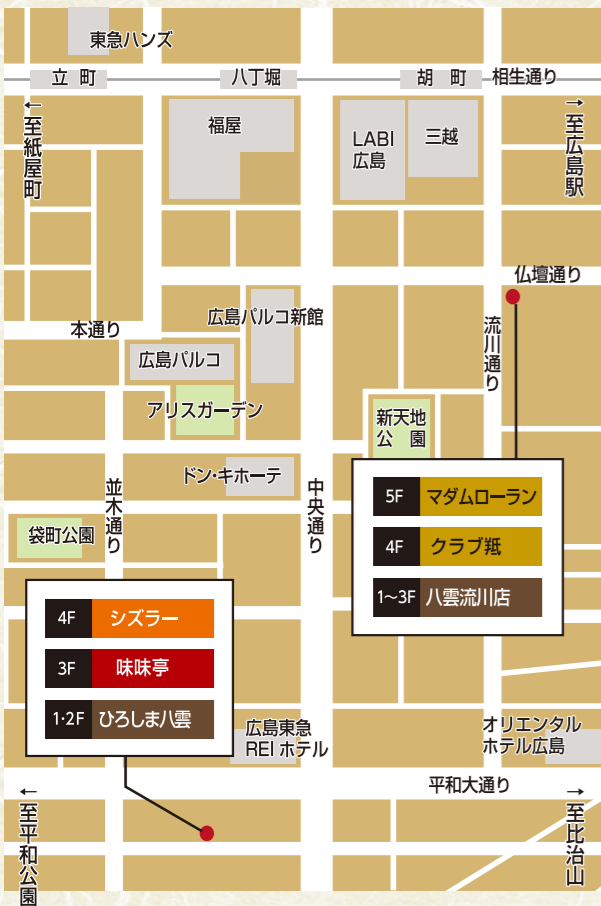 東急ハンズ
立町
八丁堀
胡町
相生通り
←至紙屋町
福屋
LABI
広島
三越
→至広島駅
仏壇通り
広島パルコ新館
本通り
流川通り
広島パルコ
アリスガーデン
新天地
公園
ドン・キホーテ
並木通り
中央通り
袋町公園
5F マダムローラン
4F クラブ羝
1〜3F 八雲流川店
4F シズラー
3F 味味亭
1・2F ひろしま八雲
広島東急
REIホテル
オリエンタル
ホテル広島
平和大通り
←至平和公園
→至比治山